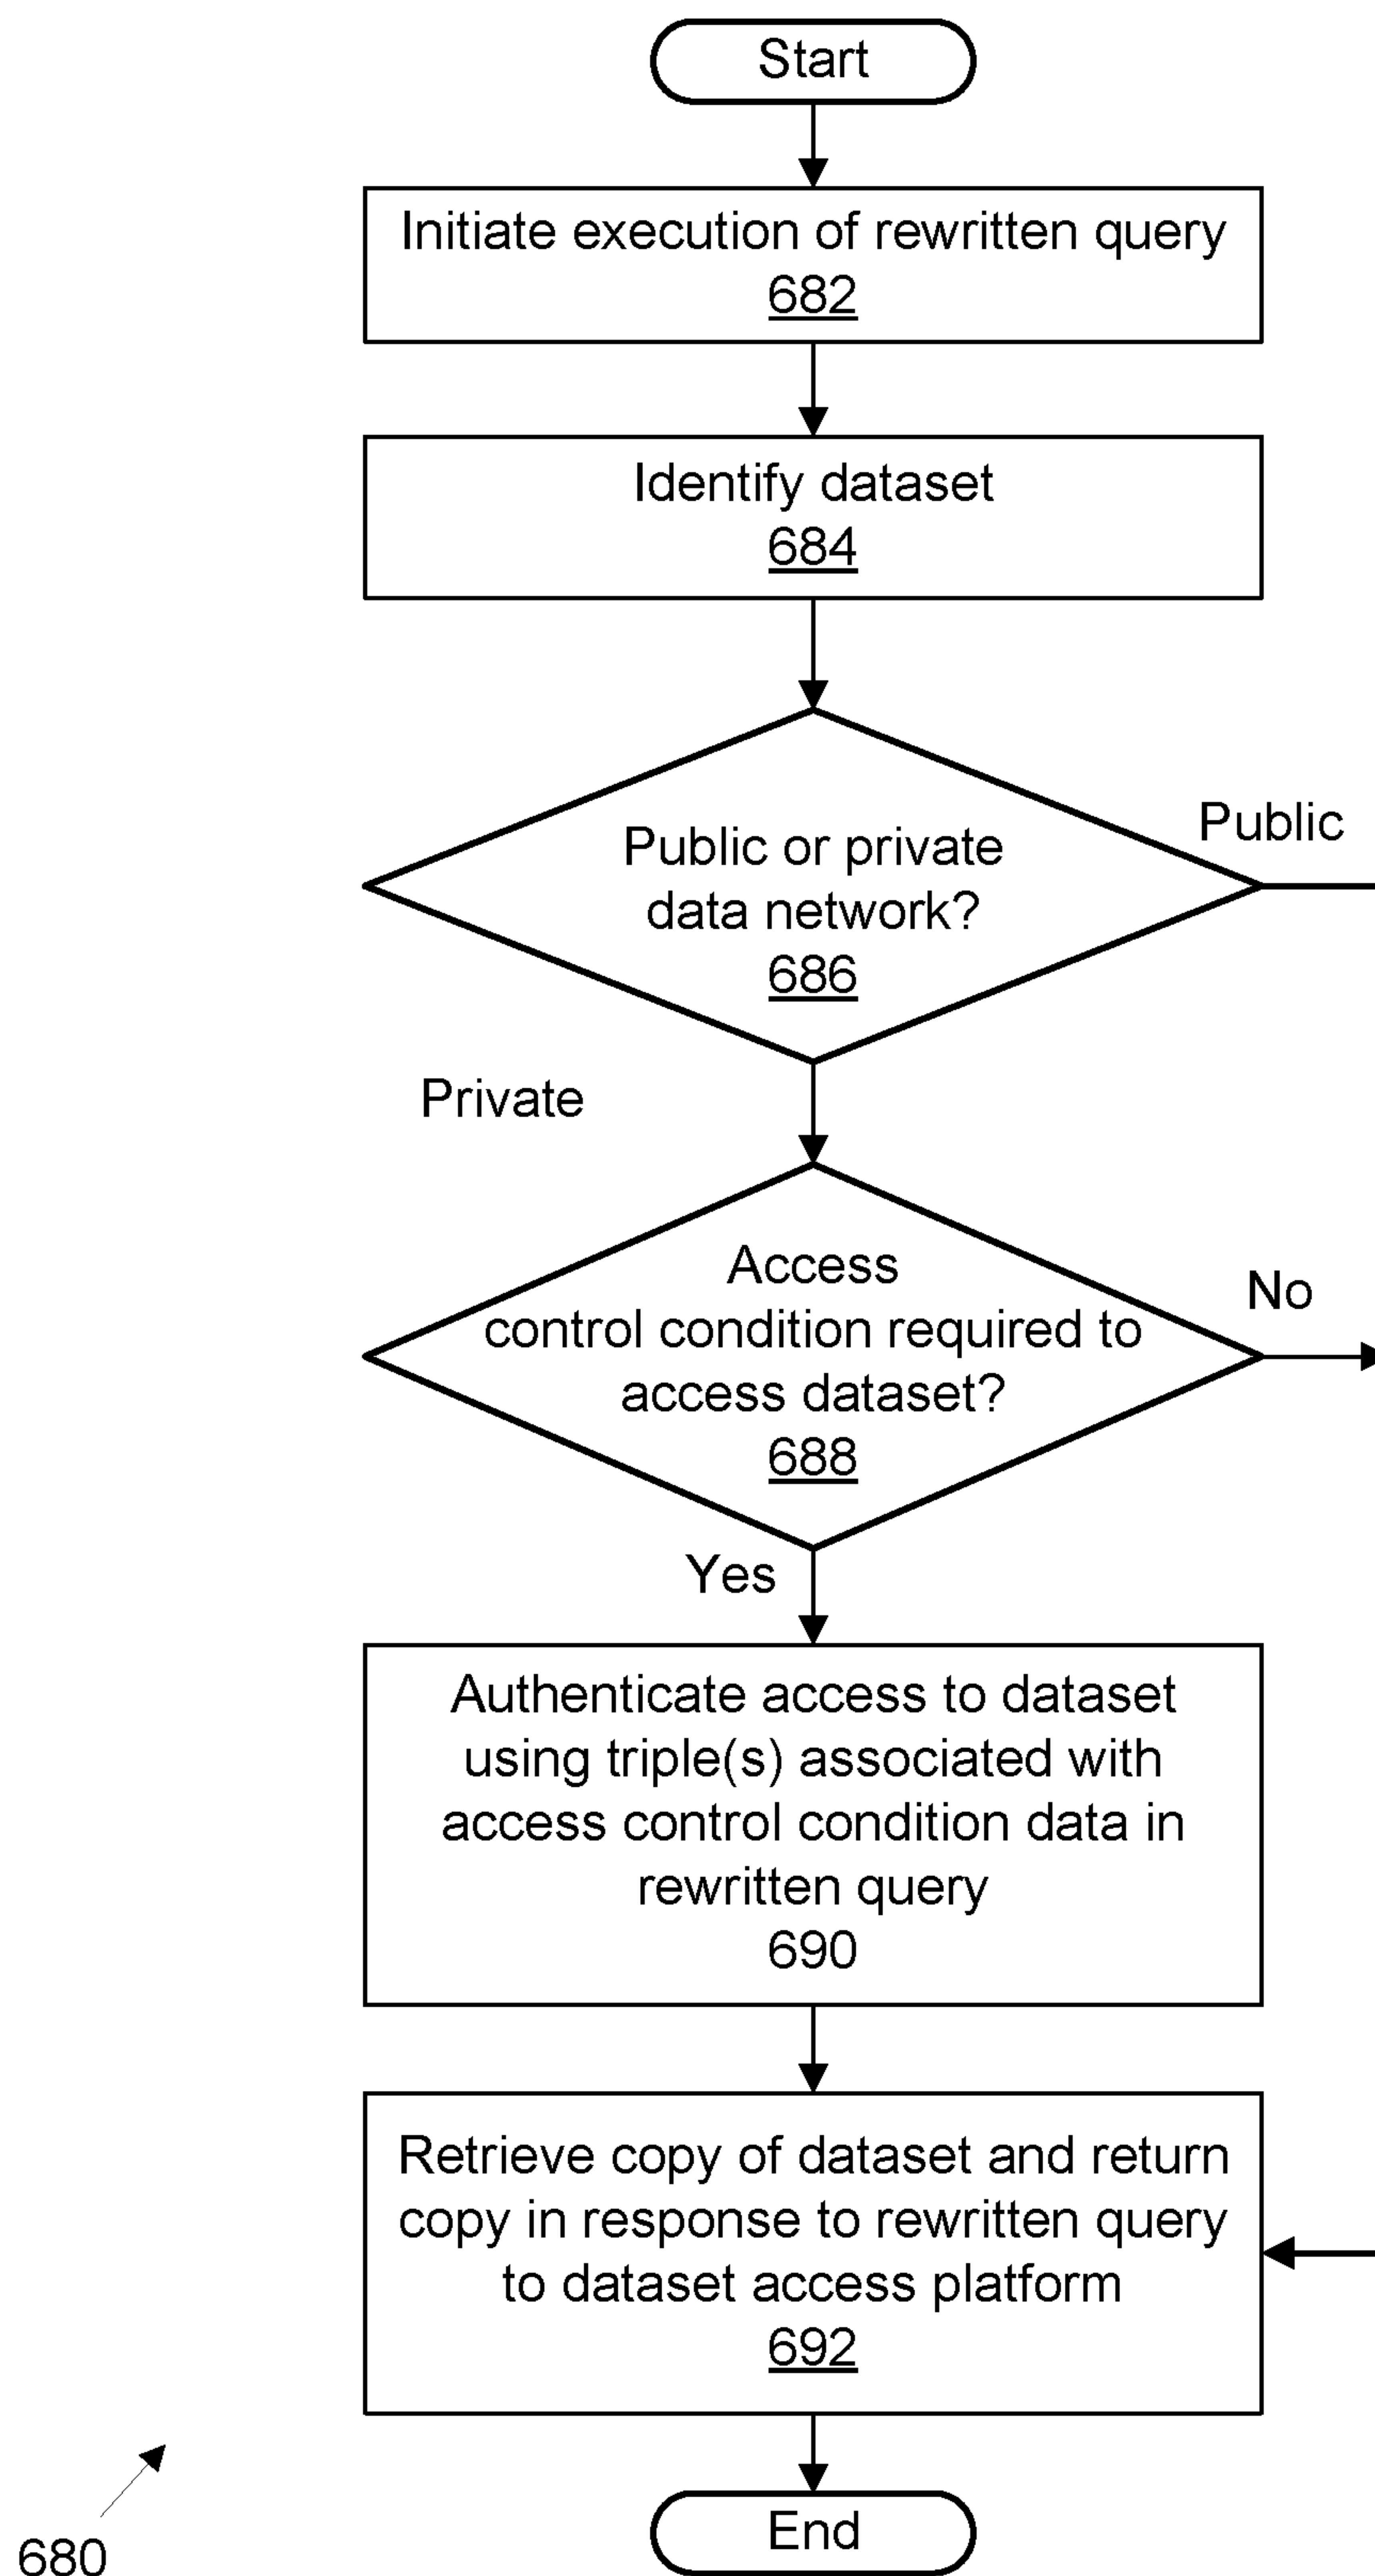 Start
Initiate execution of rewritten query
682
Identify dataset
684
Public or private
data network?
686
Public
Private
Access
control condition required to
access dataset?
688
No
Yes
Authenticate access to dataset
using triple(s) associated with
access control condition data in
rewritten query
690
Retrieve copy of dataset and return
copy in response to rewritten query
to dataset access platform
692
End
680